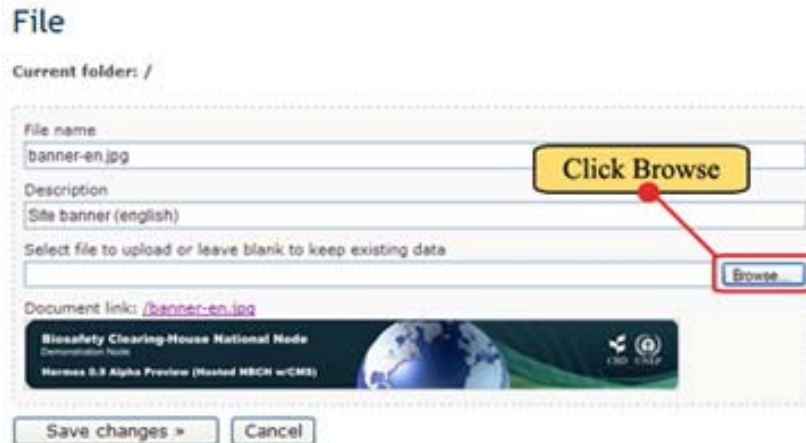 File
Current folder: /
File name
banner-en.jpg
Description
Site banner (english)
Click Browse
Select file to upload or leave blank to keep existing data
Browse...
Document link: /banner-en.jpg
Biosafety Clearing-House National Node
Demonstration Node
Hermes 0.9 Alpha Preview (Hosted NBCH w/CMS)
CBD UNEP
Save changes » Cancel